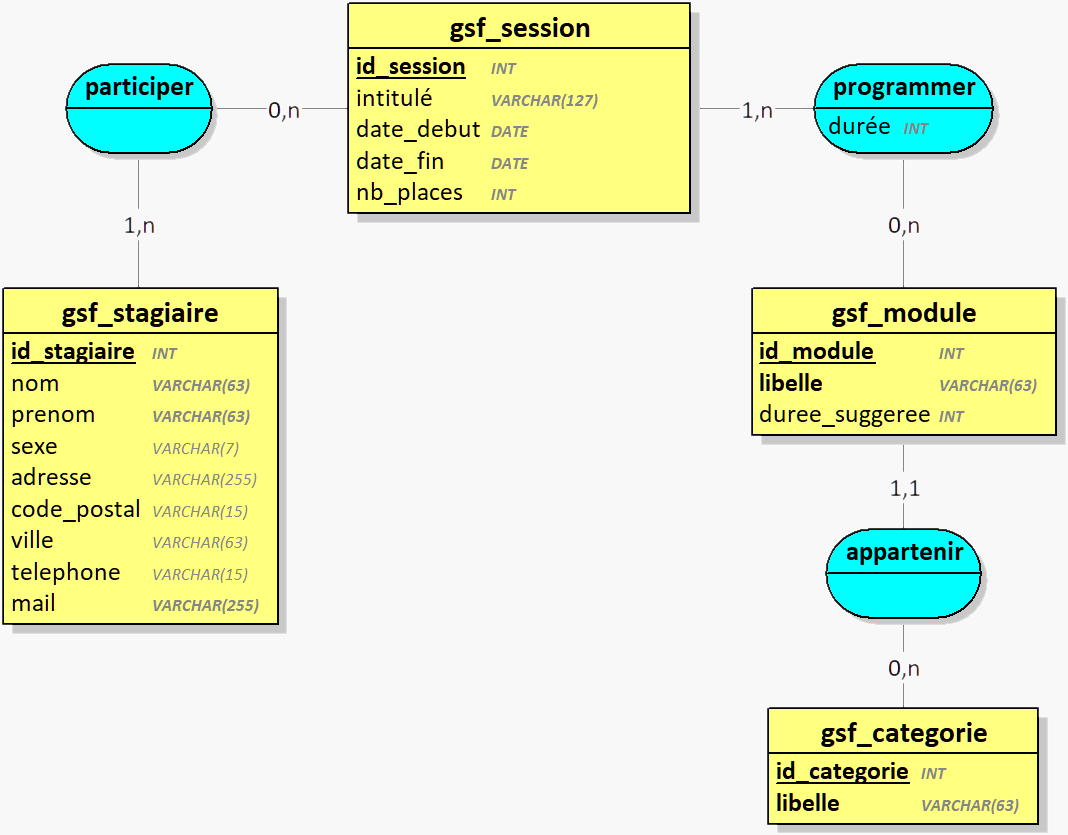 gsf_session
id_session INT
intitulé VARCHAR(127)
date_debut DATE
date_fin DATE
nb_places INT
participer
0,n
1,n
programmer
durée INT
1,n
0,n
gsf_stagiaire
id_stagiaire INT
nom VARCHAR(63)
prenom VARCHAR(63)
sexe VARCHAR(7)
adresse VARCHAR(255)
code_postal VARCHAR(15)
ville VARCHAR(63)
telephone VARCHAR(15)
mail VARCHAR(255)
gsf_module
id_module INT
libelle VARCHAR(63)
duree_suggeree INT
1,1
appartenir
0,n
gsf_categorie
id_categorie INT
libelle VARCHAR(63)